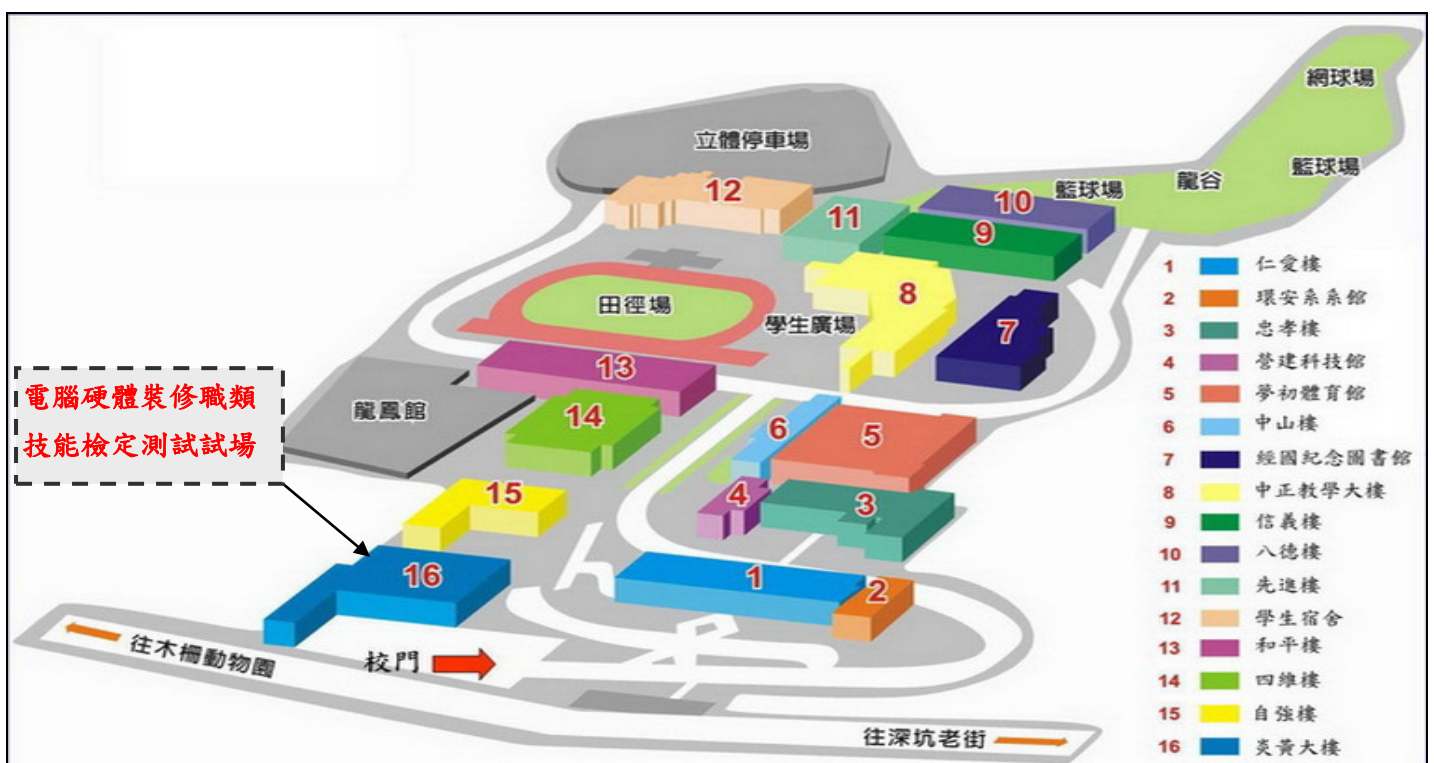 網球場
立體停車場
籃球場
龍谷
籃球場
12
11
10
9
8
田徑場
學生廣場
7
13
龍鳳館
14
6
5
電腦硬體裝修職類
技能檢定測試試場
15
4
3
16
1
2
往木柵動物園
校門
往深坑老街
1 仁愛樓
2 環安系系館
3 忠孝樓
4 營建科技館
5 夢初體育館
6 中山樓
7 經國紀念圖書館
8 中正教學大樓
9 信義樓
10 八德樓
11 先進樓
12 學生宿舍
13 和平樓
14 四維樓
15 自強樓
16 炎黃大樓